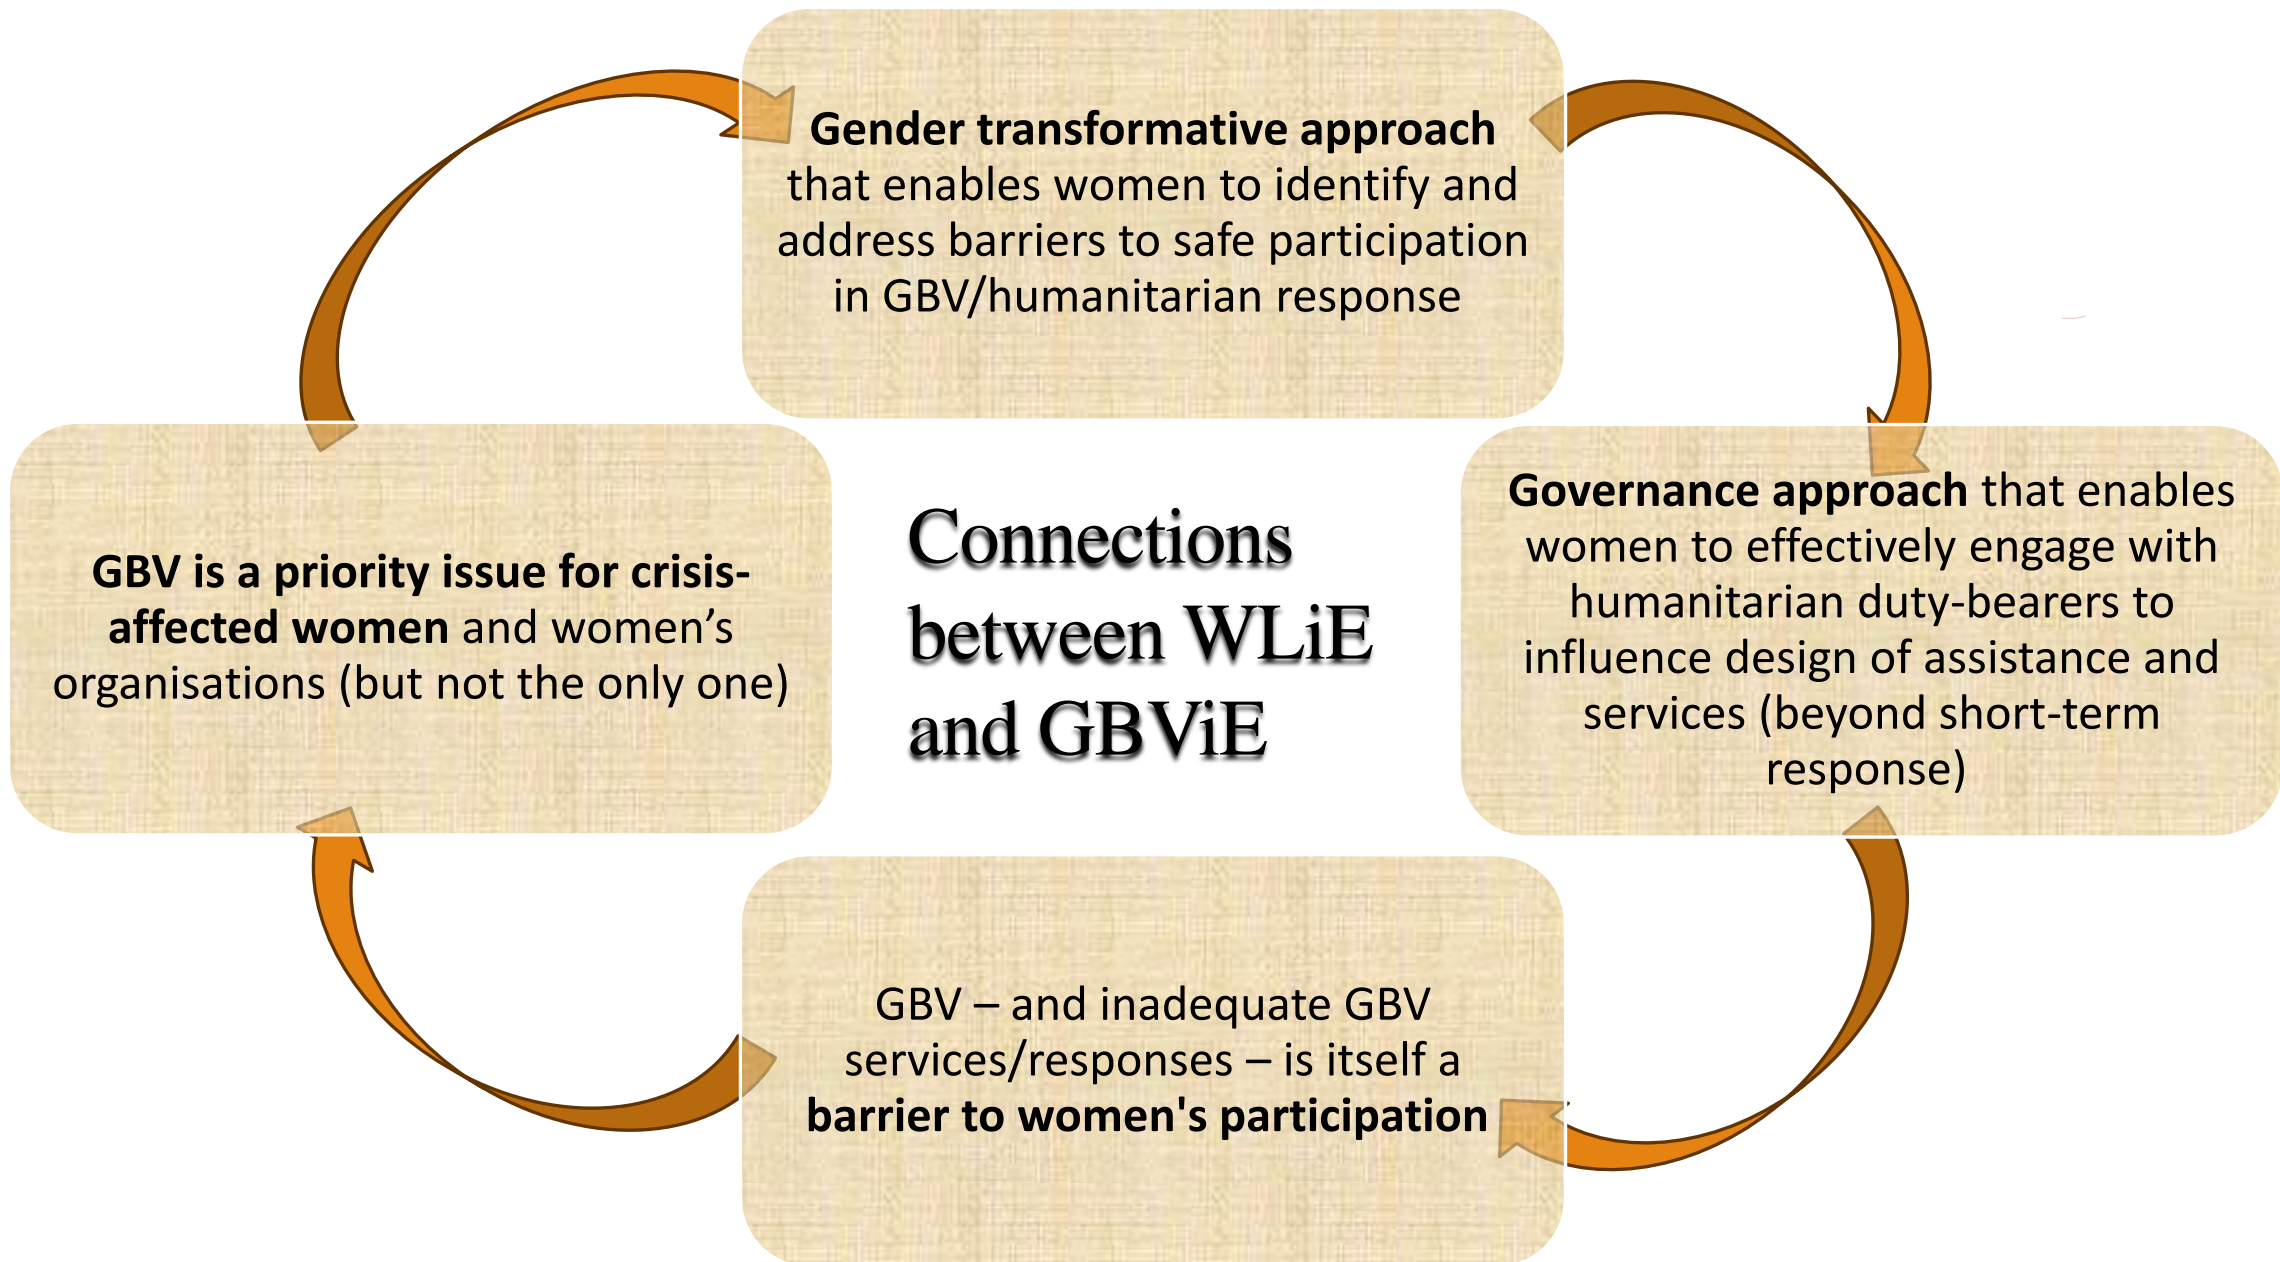 Gender transformative approach
that enables women to identify and
address barriers to safe participation
in GBV/humanitarian response
Governance approach that enables
women to effectively engage with
humanitarian duty-bearers to
influence design of assistance and
services (beyond short-term
response)
GBV – and inadequate GBV
services/responses – is itself a
barrier to women's participation
GBV is a priority issue for crisis-
affected women and women’s
organisations (but not the only one)
Connections
between WLiE
and GBViE